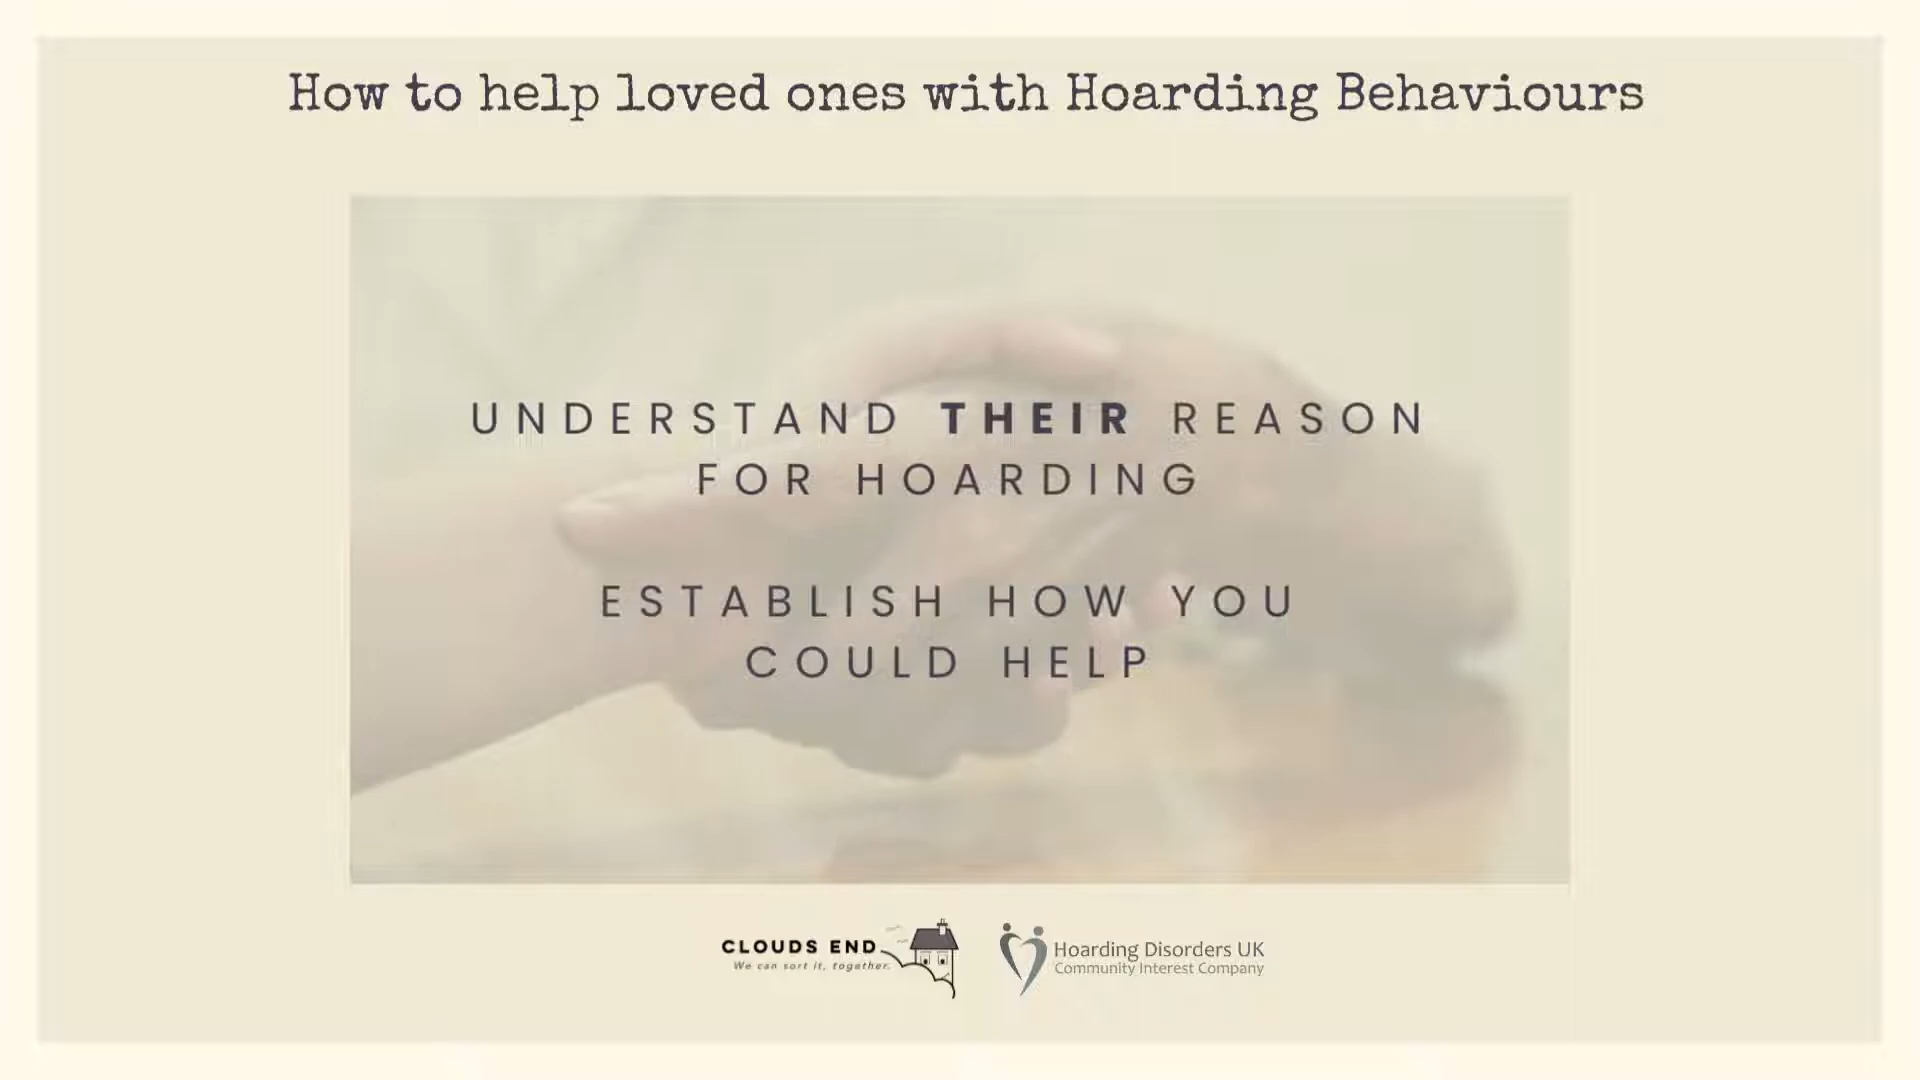 How to help loved ones with Hoarding Behaviours
UNDERSTAND THEIR REASON
FOR HOARDING
ESTABLISH HOW YOU
COULD HELP
CLOUDS END
We can sort it, together.
Hoarding Disorders UK
Community Interest Company